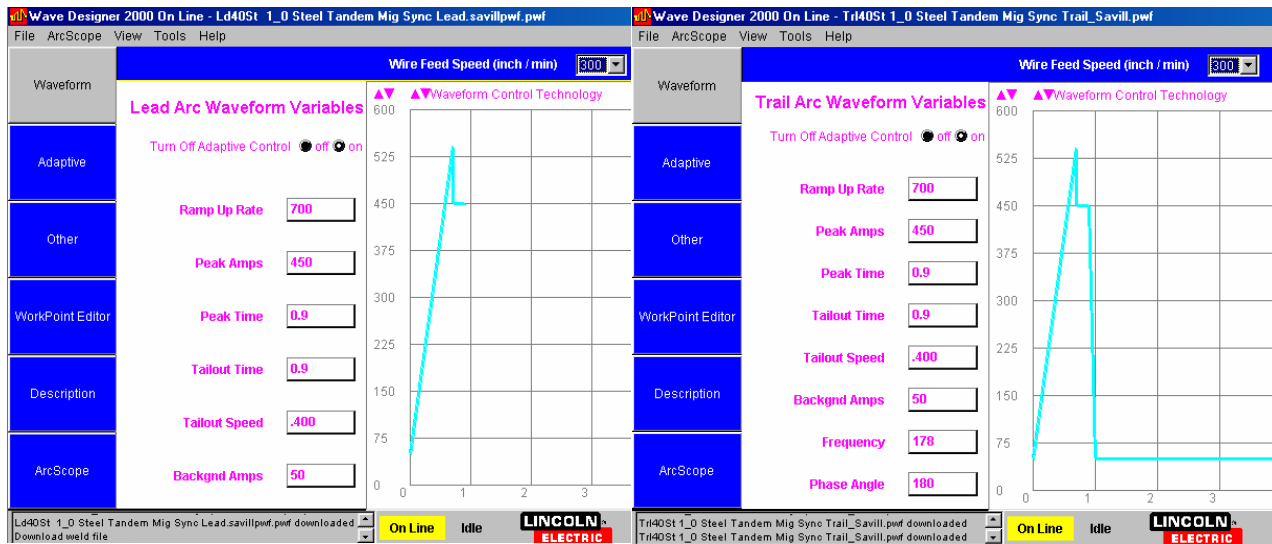 Wave Designer 2000 On Line - Ld40St 1_0 Steel Tandem Mig Sync Lead.savillpwf.pwf
File ArcScope View Tools Help
Wire Feed Speed (inch / min) 300
Waveform
Adaptive
Other
WorkPoint Editor
Description
ArcScope
Lead Arc Waveform Variables
Turn Off Adaptive Control off on
Ramp Up Rate 700
Peak Amps 450
Peak Time 0.9
Tailout Time 0.9
Tailout Speed .400
Backgnd Amps 50
Waveform Control Technology
600
525
450
375
300
225
150
75
0
0 1 2 3
Ld40St 1_0 Steel Tandem Mig Sync Lead.savillpwf.pwf downloaded
Download weld file
On Line Idle
LINCOLN
ELECTRIC
Wave Designer 2000 On Line - Trl40St 1_0 Steel Tandem Mig Sync Trail_Savill.pwf
File ArcScope View Tools Help
Wire Feed Speed (inch / min) 300
Waveform
Adaptive
Other
WorkPoint Editor
Description
ArcScope
Trail Arc Waveform Variables
Turn Off Adaptive Control off on
Ramp Up Rate 700
Peak Amps 450
Peak Time 0.9
Tailout Time 0.9
Tailout Speed .400
Backgnd Amps 50
Frequency 178
Phase Angle 180
Waveform Control Technology
600
525
450
375
300
225
150
75
0
0 1 2 3
Trl40St 1_0 Steel Tandem Mig Sync Trail_Savill.pwf downloaded
Trl40St 1_0 Steel Tandem Mig Sync Trail_Savill.pwf downloaded
On Line Idle
LINCOLN
ELECTRIC